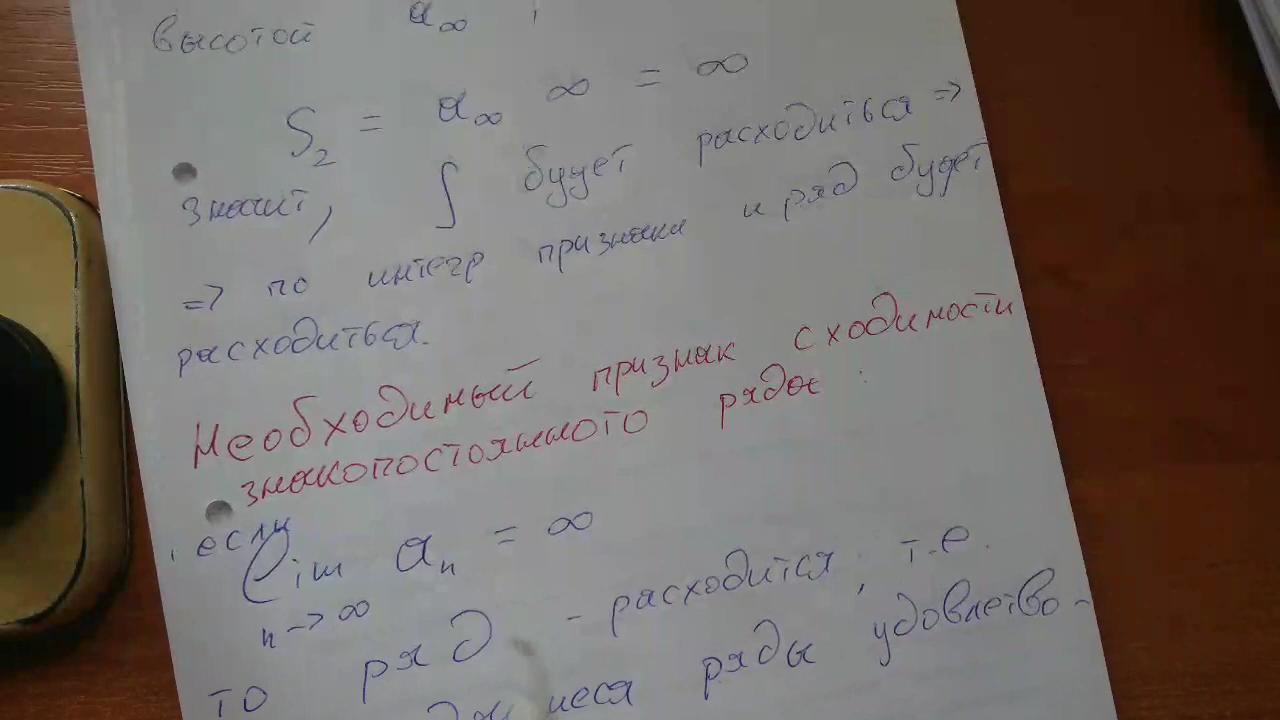 высотой a∞ ,
S₂ = a∞ ∞ = ∞
значит, ∫ будет расходиться =>
=> по интегр признаки и ряд будет
расходиться.
Необходимый признак сходимости
знакопостоянного ряда :
если
lim aₙ = ∞
n → ∞
то ряд - расходится, т.е.
ряды удовлетво-